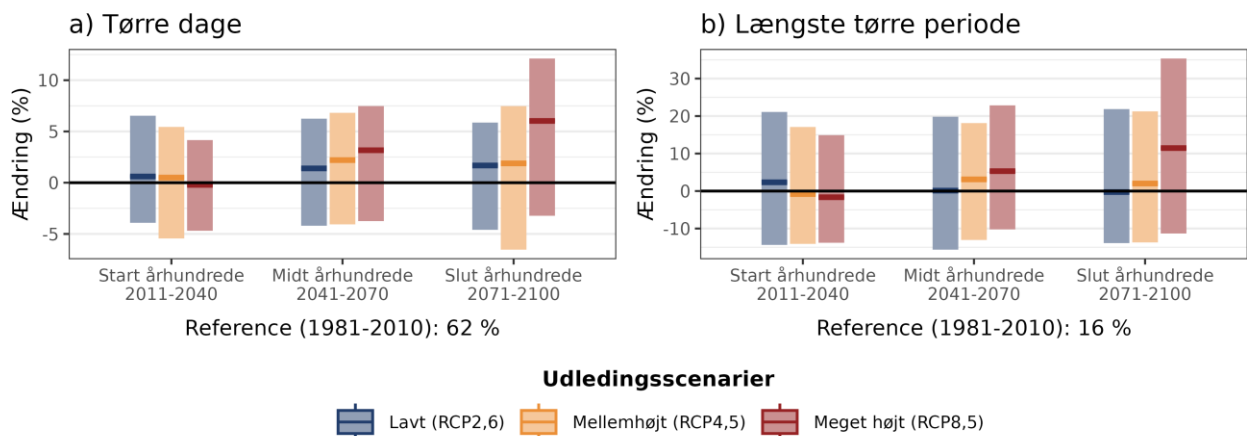 a) Tørre dage
Ændring (%)
10
5
0
-5
Start århundrede
2011-2040
Midt århundrede
2041-2070
Slut århundrede
2071-2100
Reference (1981-2010): 62 %
b) Længste tørre periode
Ændring (%)
30
20
10
0
-10
Start århundrede
2011-2040
Midt århundrede
2041-2070
Slut århundrede
2071-2100
Reference (1981-2010): 16 %
Udledingsscenarier
Lavt (RCP2,6)
Mellemhøjt (RCP4,5)
Meget højt (RCP8,5)